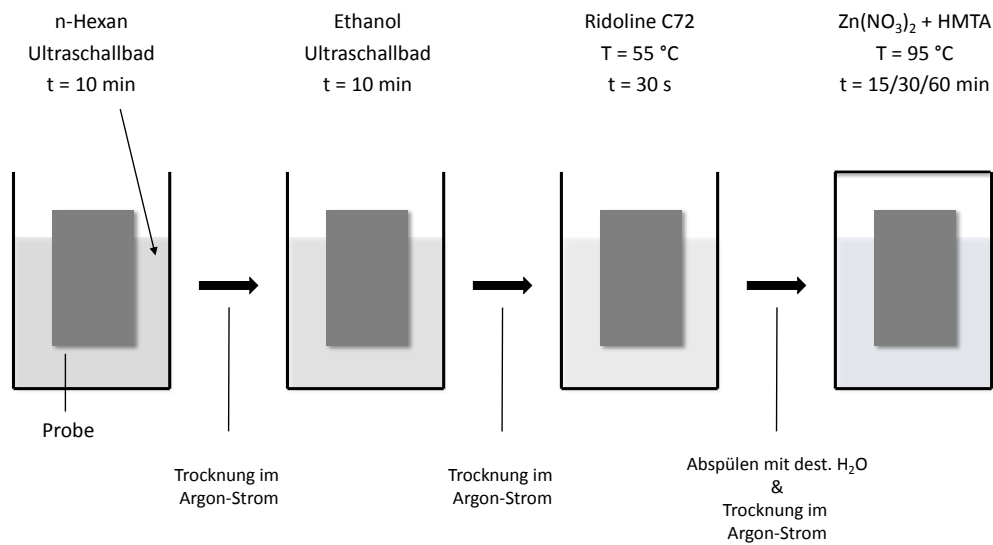 n-Hexan
Ultraschallbad
t = 10 min
Ethanol
Ultraschallbad
t = 10 min
Ridoline C72
T = 55 °C
t = 30 s
Zn(NO₃)₂ + HMTA
T = 95 °C
t = 15/30/60 min
Probe
Trocknung im
Argon-Strom
Trocknung im
Argon-Strom
Abspülen mit dest. H₂O
&
Trocknung im
Argon-Strom